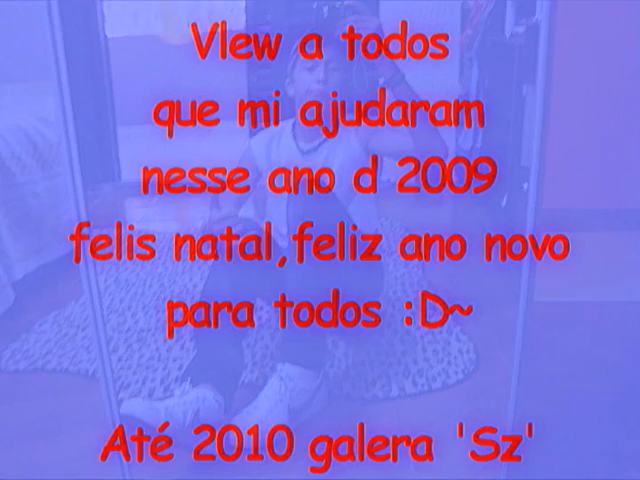 Vlew a todos
que mi ajudaram
nesse ano d 2009
felis natal,feliz ano novo
para todos :D~
Até 2010 galera 'Sz'